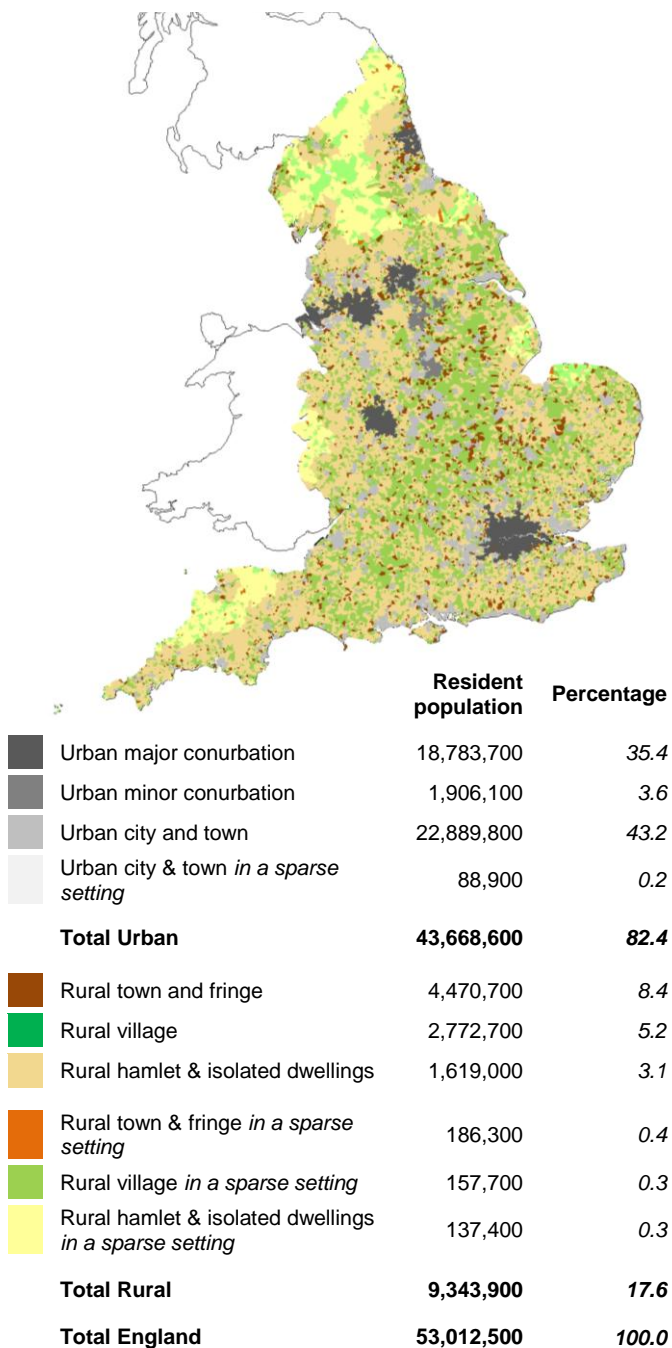 Resident population Percentage
Urban major conurbation 18,783,700 35.4
Urban minor conurbation 1,906,100 3.6
Urban city and town 22,889,800 43.2
Urban city & town in a sparse
setting 88,900 0.2
Total Urban 43,668,600 82.4
Rural town and fringe 4,470,700 8.4
Rural village 2,772,700 5.2
Rural hamlet & isolated dwellings 1,619,000 3.1
Rural town & fringe in a sparse
setting 186,300 0.4
Rural village in a sparse setting 157,700 0.3
Rural hamlet & isolated dwellings
in a sparse setting 137,400 0.3
Total Rural 9,343,900 17.6
Total England 53,012,500 100.0